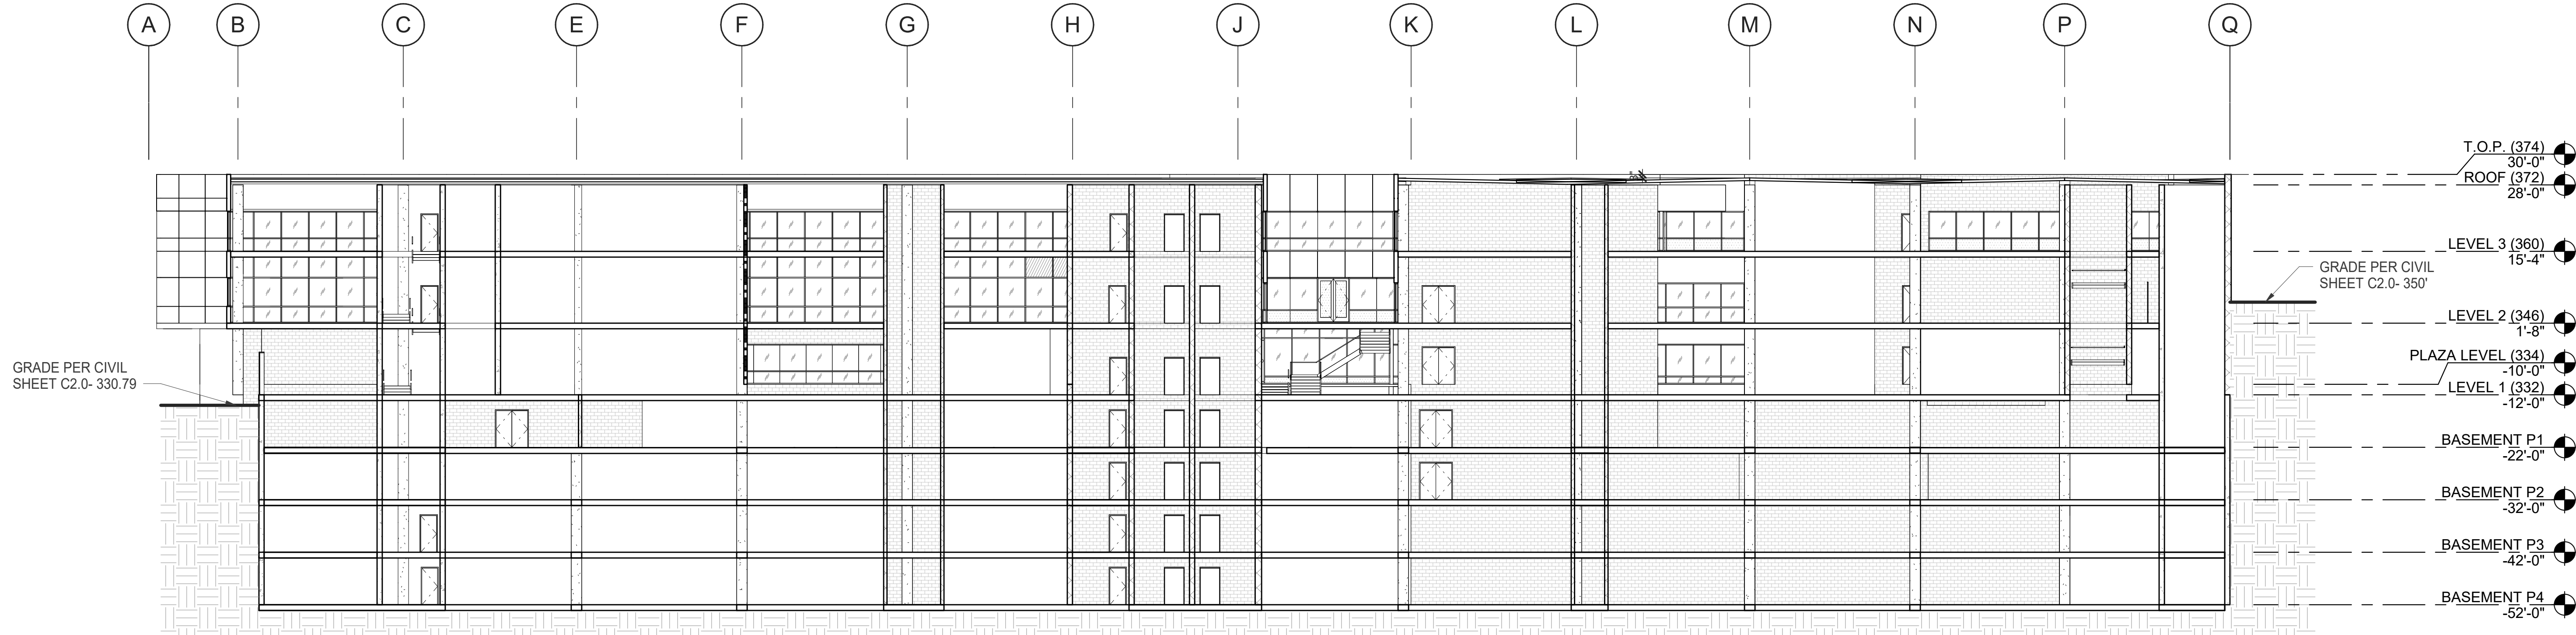 A
B
C
E
F
G
H
J
K
L
M
N
P
Q
T.O.P. (374)
30'-0"
ROOF (372)
28'-0"
LEVEL 3 (360)
15'-4"
GRADE PER CIVIL
SHEET C2.0- 350'
LEVEL 2 (346)
1'-8"
PLAZA LEVEL (334)
-10'-0"
LEVEL 1 (332)
-12'-0"
GRADE PER CIVIL
SHEET C2.0- 330.79
BASEMENT P1
-22'-0"
BASEMENT P2
-32'-0"
BASEMENT P3
-42'-0"
BASEMENT P4
-52'-0"